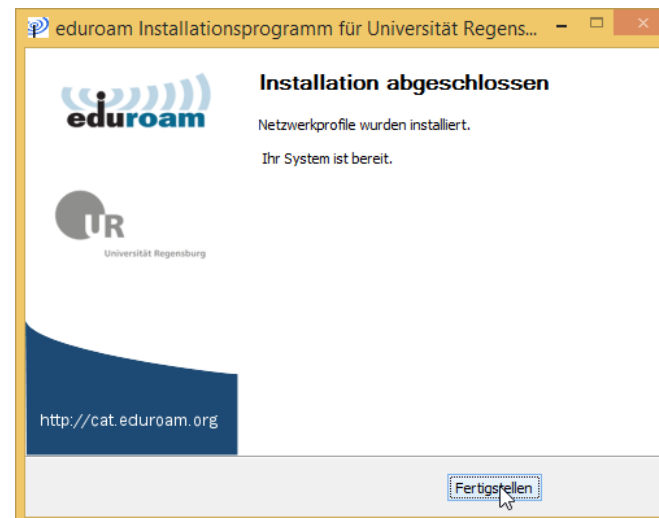 eduroam Installationsprogramm für Universität Regens...
eduroam
Installation abgeschlossen
Netzwerkprofile wurden installiert.
Ihr System ist bereit.
UR
Universität Regensburg
http://cat.eduroam.org
Fertigstellen